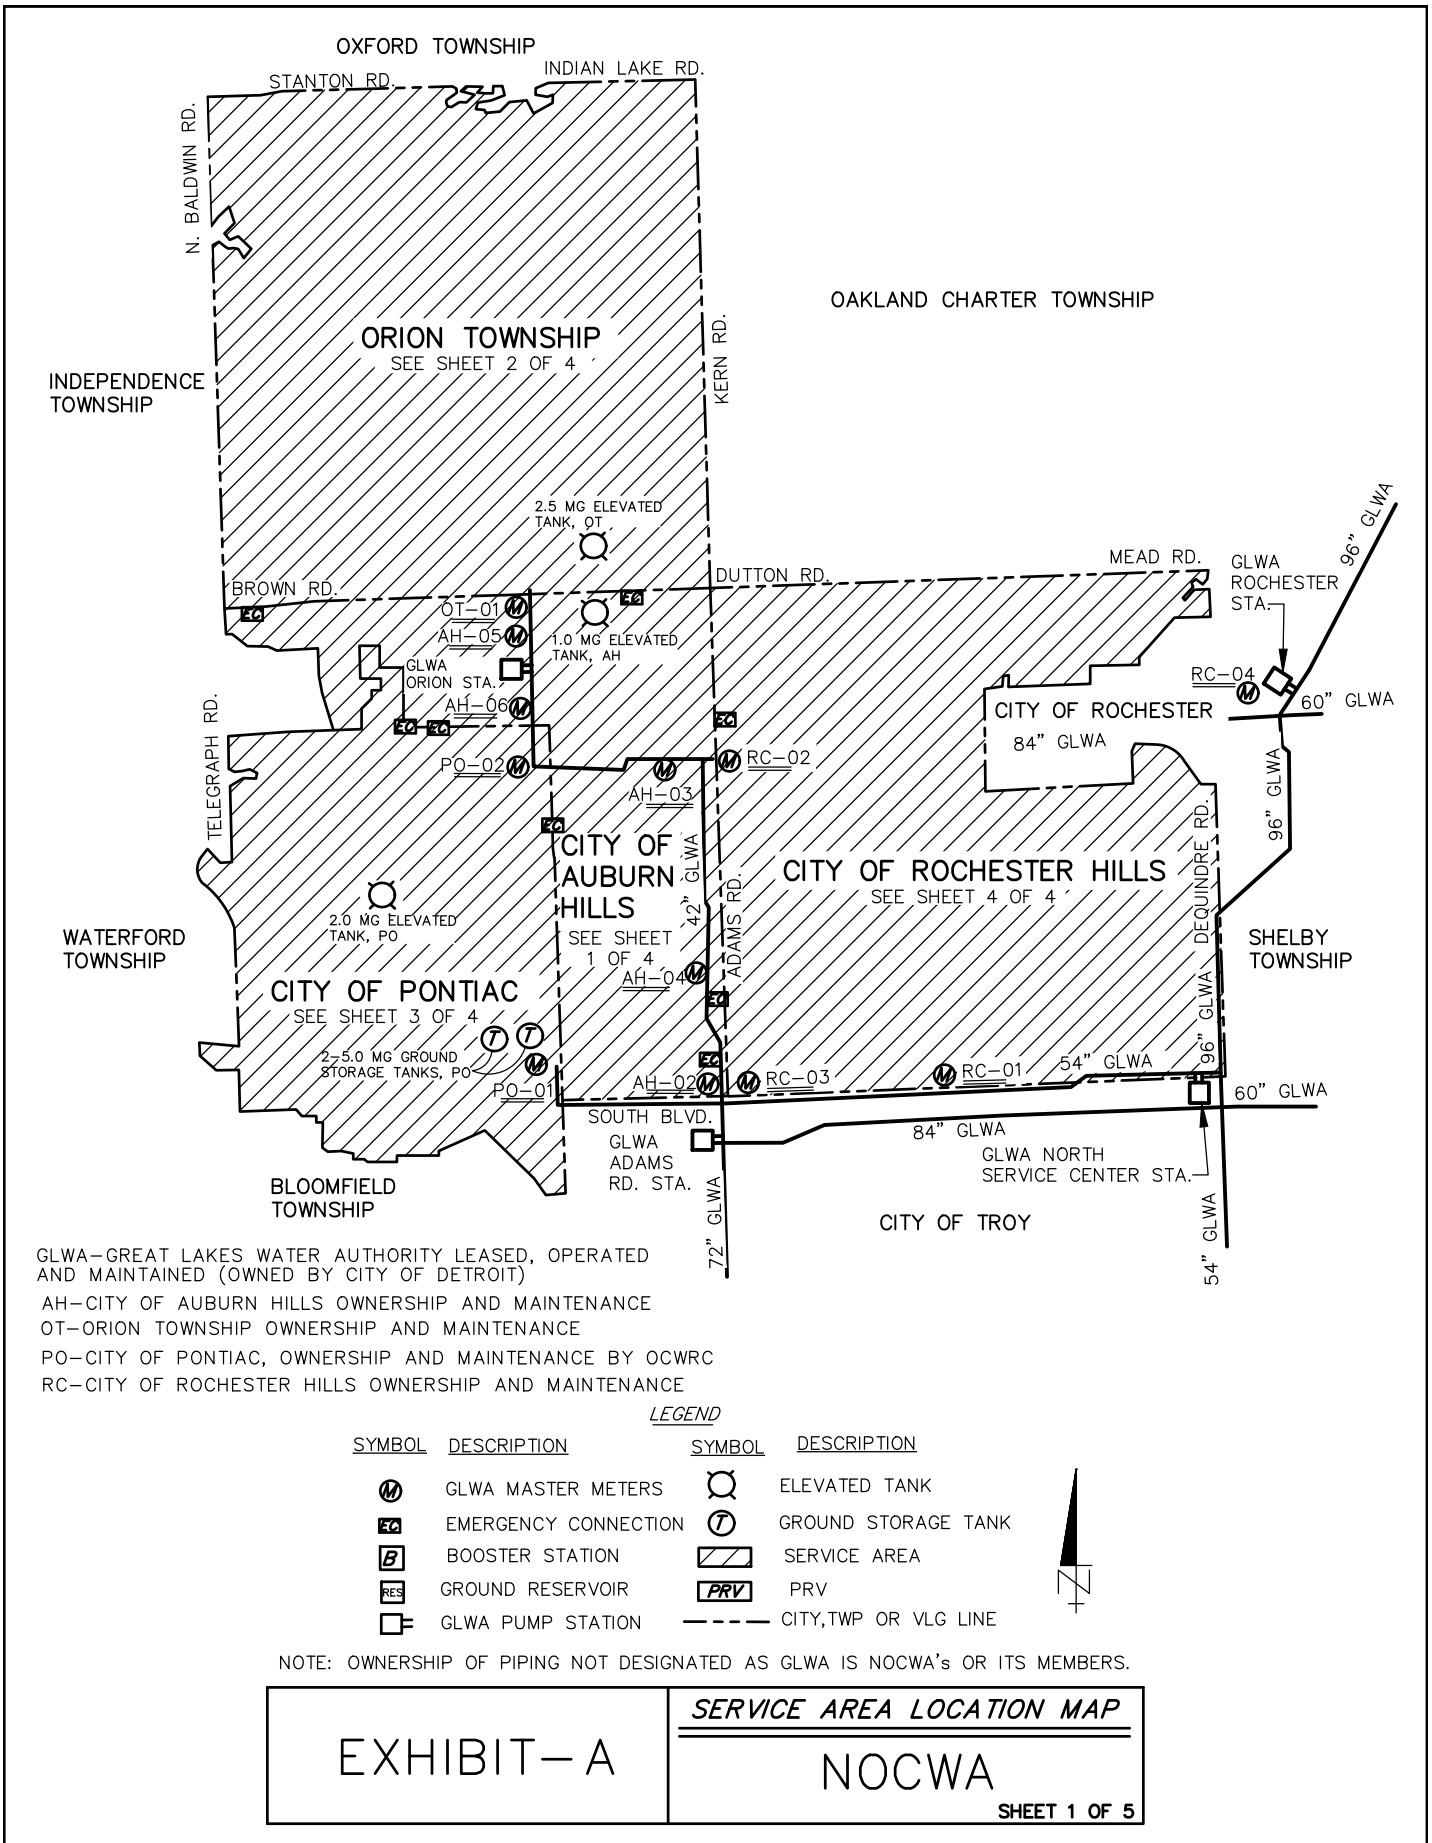 OXFORD TOWNSHIP
STANTON RD.
INDIAN LAKE RD.
N. BALDWIN RD.
OAKLAND CHARTER TOWNSHIP
ORION TOWNSHIP
SEE SHEET 2 OF 4
KERN RD.
INDEPENDENCE
TOWNSHIP
2.5 MG ELEVATED
TANK, OT
96" GLWA
BROWN RD.
DUTTON RD.
MEAD RD.
GLWA
ROCHESTER
STA.
EC
EC
OT-01
M
AH-05
M
1.0 MG ELEVATED
TANK, AH
GLWA
ORION STA.
RC-04
M
AH-06
M
60" GLWA
CITY OF ROCHESTER
84" GLWA
EC
EC
EC
TELEGRAPH RD.
PO-02
M
M
AH-03
M
RC-02
96" GLWA
EC
CITY OF
AUBURN
HILLS
SEE SHEET
1 OF 4
42" GLWA
ADAMS RD.
CITY OF ROCHESTER HILLS
SEE SHEET 4 OF 4
DEQUINDRE RD.
2.0 MG ELEVATED
TANK, PO
WATERFORD
TOWNSHIP
SHELBY
TOWNSHIP
AH-04
M
EC
CITY OF PONTIAC
SEE SHEET 3 OF 4
T
T
2-5.0 MG GROUND
STORAGE TANKS, PO
M
PO-01
EC
AH-02
M
M
RC-03
M
RC-01
54" GLWA
96" GLWA
60" GLWA
SOUTH BLVD.
GLWA
ADAMS
RD. STA.
84" GLWA
GLWA NORTH
SERVICE CENTER STA.
BLOOMFIELD
TOWNSHIP
72" GLWA
CITY OF TROY
54" GLWA
GLWA-GREAT LAKES WATER AUTHORITY LEASED, OPERATED
AND MAINTAINED (OWNED BY CITY OF DETROIT)
AH-CITY OF AUBURN HILLS OWNERSHIP AND MAINTENANCE
OT-ORION TOWNSHIP OWNERSHIP AND MAINTENANCE
PO-CITY OF PONTIAC, OWNERSHIP AND MAINTENANCE BY OCWRC
RC-CITY OF ROCHESTER HILLS OWNERSHIP AND MAINTENANCE
LEGEND
SYMBOL DESCRIPTION SYMBOL DESCRIPTION
M GLWA MASTER METERS ELEVATED TANK
EC EMERGENCY CONNECTION T GROUND STORAGE TANK
B BOOSTER STATION SERVICE AREA
RES GROUND RESERVOIR PRV PRV
GLWA PUMP STATION CITY,TWP OR VLG LINE
N
NOTE: OWNERSHIP OF PIPING NOT DESIGNATED AS GLWA IS NOCWA's OR ITS MEMBERS.
EXHIBIT-A
SERVICE AREA LOCATION MAP
NOCWA
SHEET 1 OF 5